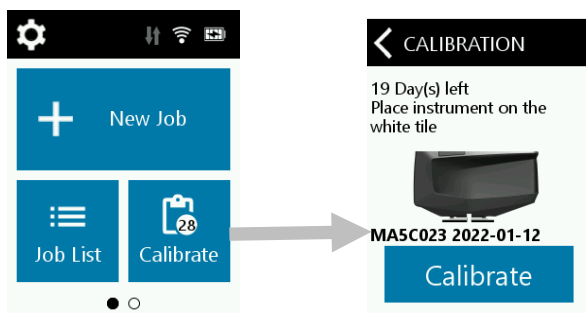 New Job
Job List
28
Calibrate
CALIBRATION
19 Day(s) left
Place instrument on the
white tile
MA5C023 2022-01-12
Calibrate